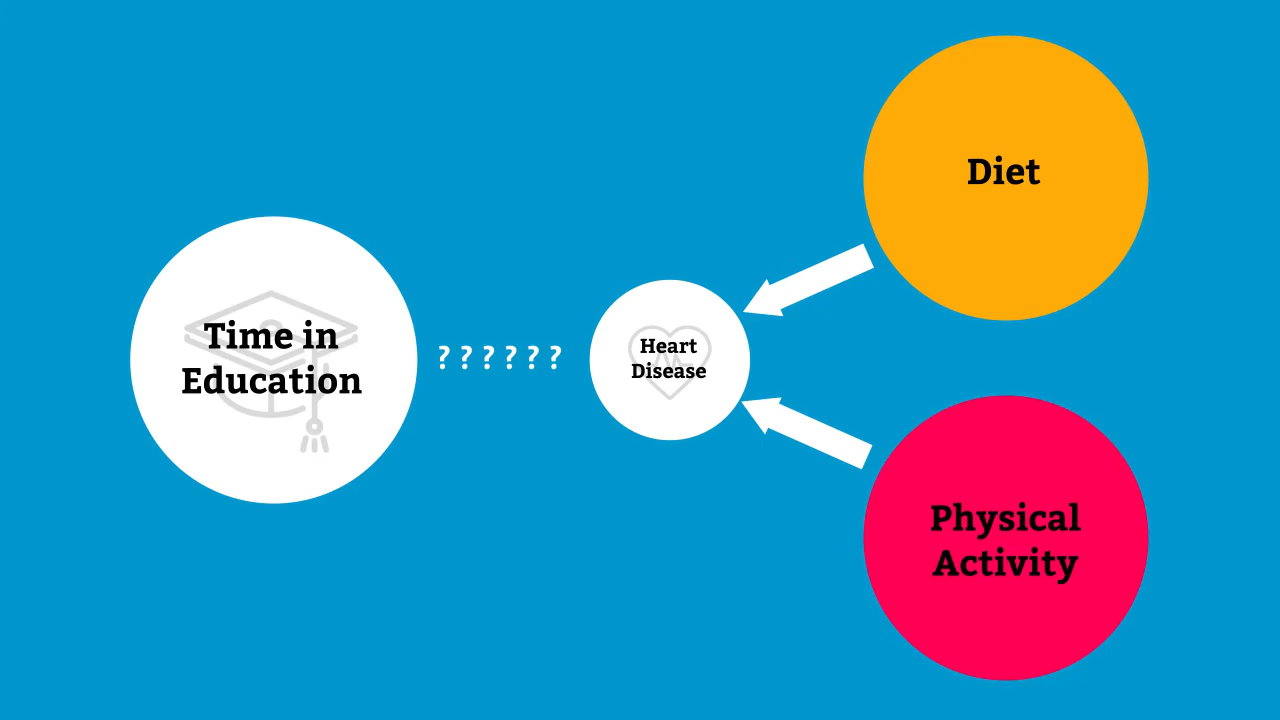 Time in
Education
? ? ? ? ? ?
Heart
Disease
Diet
Physical
Activity